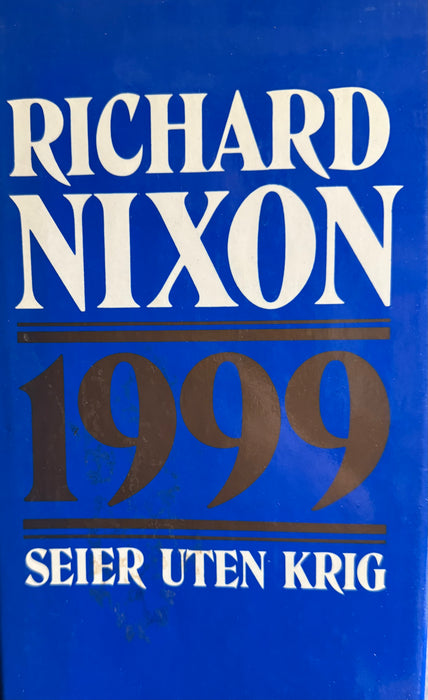 RICHARD
NIXON
1999
SEIER UTEN KRIG